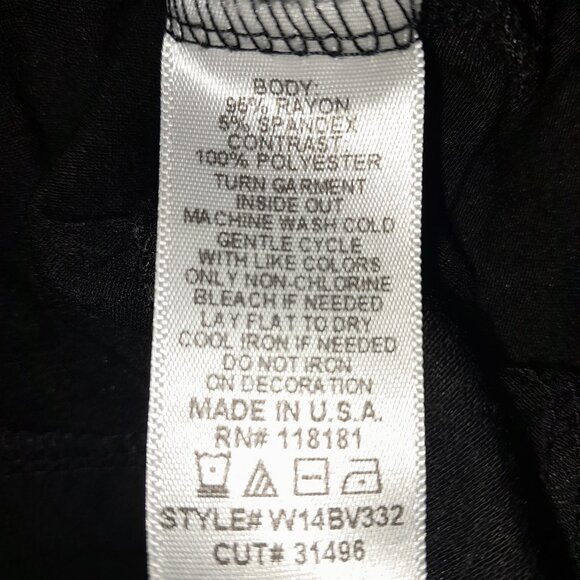 BODY:
95% RAYON
5% SPANDEX
CONTRAST:
100% POLYESTER
TURN GARMENT
INSIDE OUT
MACHINE WASH COLD
GENTLE CYCLE
WITH LIKE COLORS
ONLY NON-CHLORINE
BLEACH IF NEEDED
LAY FLAT TO DRY
COOL IRON IF NEEDED
DO NOT IRON
ON DECORATION
MADE IN U.S.A.
RN# 118181
STYLE# W14BV332
CUT# 31496